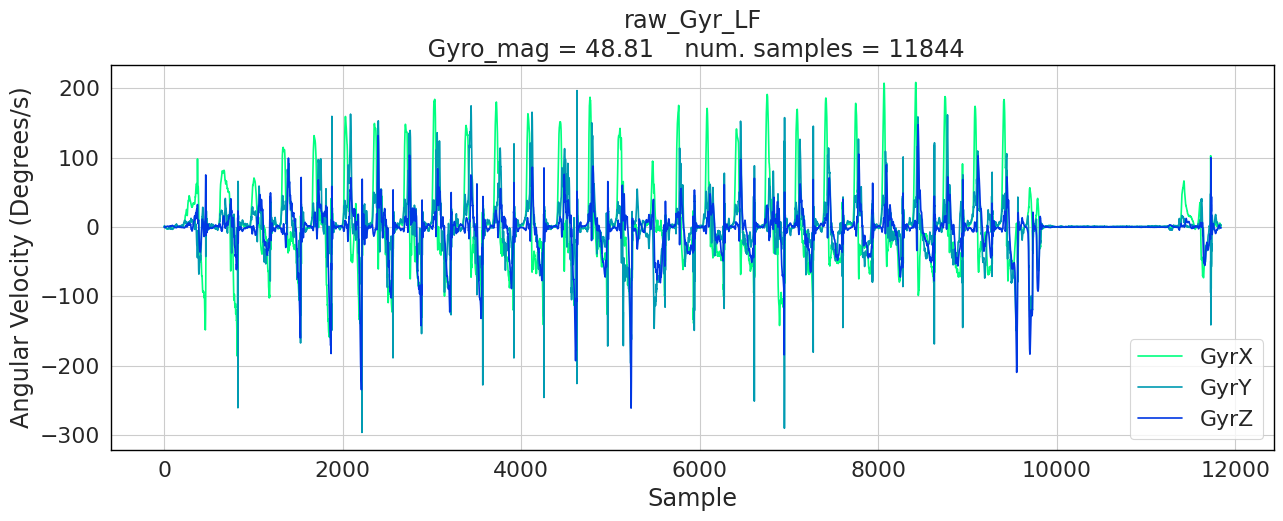 raw_Gyr_LF
Gyro_mag = 48.81    num. samples = 11844
Angular Velocity (Degrees/s)
200
100
0
−100
−200
−300
0 2000 4000 6000 8000 10000 12000
Sample
GyrX
GyrY
GyrZ